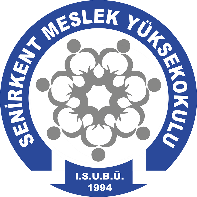 SENİRKENT MESLEK YÜKSEKOKULU
I.S.U.B.Ü.
1994